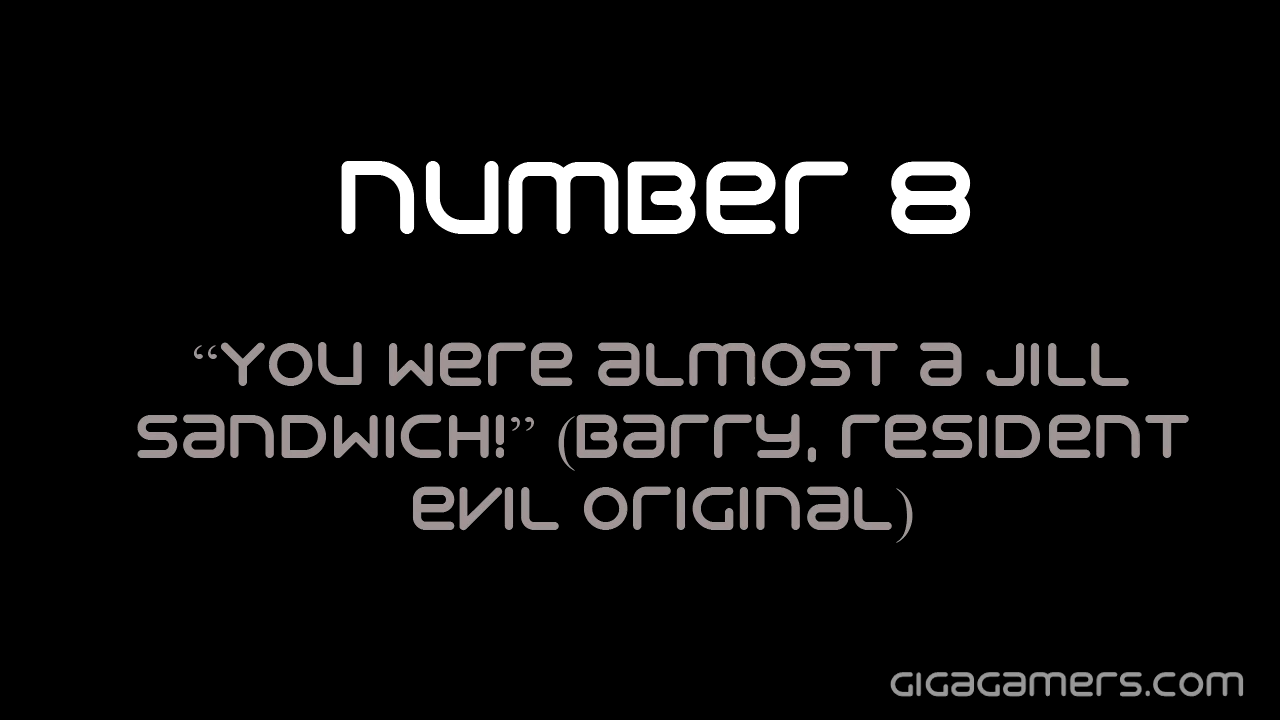 number 8
“You were almost a Jill
sandwich!” (Barry, Resident
Evil original)
gigagamers.com